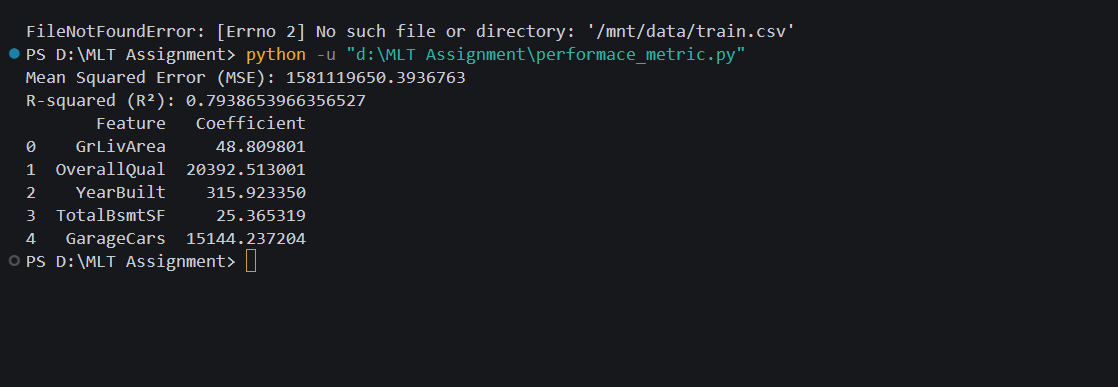 FileNotFoundError: [Errno 2] No such file or directory: '/mnt/data/train.csv'
PS D:\MLT Assignment> python -u "d:\MLT Assignment\performace_metric.py"
Mean Squared Error (MSE): 1581119650.3936763
R-squared (R²): 0.7938653966356527
       Feature   Coefficient
0    GrLivArea     48.809801
1  OverallQual  20392.513001
2    YearBuilt    315.923350
3  TotalBsmtSF     25.365319
4   GarageCars  15144.237204
PS D:\MLT Assignment>